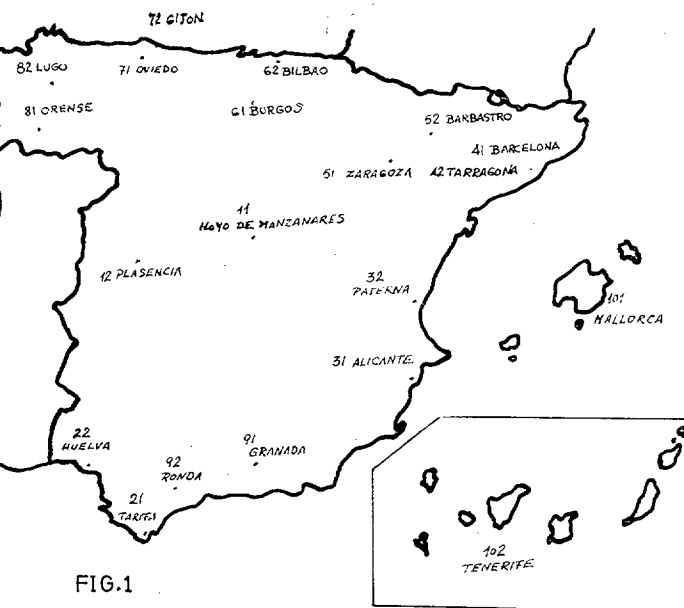 72 GIJON
82 LUGO
71 OVIEDO
62 BILBAO
81 ORENSE
61 BURGOS
52 BARBASTRO
41 BARCELONA
51 ZARAGOZA
42 TARRAGONA
11
HOYO DE MANZANARES
12 PLASENCIA
32
PATERNA
101
MALLORCA
31 ALICANTE
22
HUELVA
92
RONDA
91
GRANADA
21
TARIFA
102
TENERIFE
FIG.1